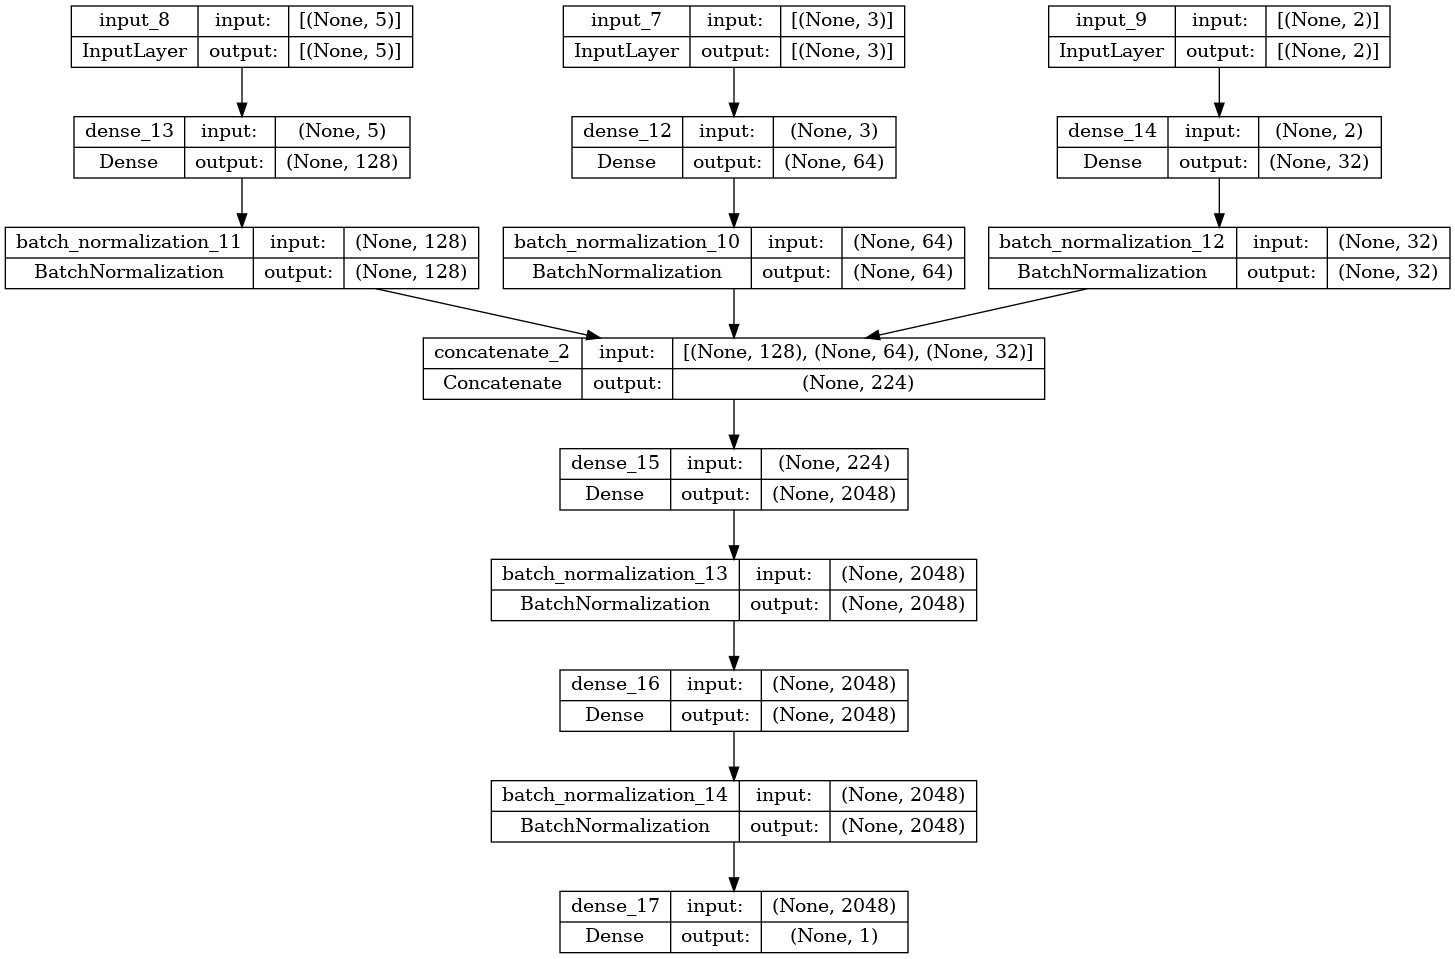 input_8 input: [(None, 5)]
InputLayer output: [(None, 5)]
input_7 input: [(None, 3)]
InputLayer output: [(None, 3)]
input_9 input: [(None, 2)]
InputLayer output: [(None, 2)]
dense_13 input: (None, 5)
Dense output: (None, 128)
dense_12 input: (None, 3)
Dense output: (None, 64)
dense_14 input: (None, 2)
Dense output: (None, 32)
batch_normalization_11 input: (None, 128)
BatchNormalization output: (None, 128)
batch_normalization_10 input: (None, 64)
BatchNormalization output: (None, 64)
batch_normalization_12 input: (None, 32)
BatchNormalization output: (None, 32)
concatenate_2 input: [(None, 128), (None, 64), (None, 32)]
Concatenate output: (None, 224)
dense_15 input: (None, 224)
Dense output: (None, 2048)
batch_normalization_13 input: (None, 2048)
BatchNormalization output: (None, 2048)
dense_16 input: (None, 2048)
Dense output: (None, 2048)
batch_normalization_14 input: (None, 2048)
BatchNormalization output: (None, 2048)
dense_17 input: (None, 2048)
Dense output: (None, 1)